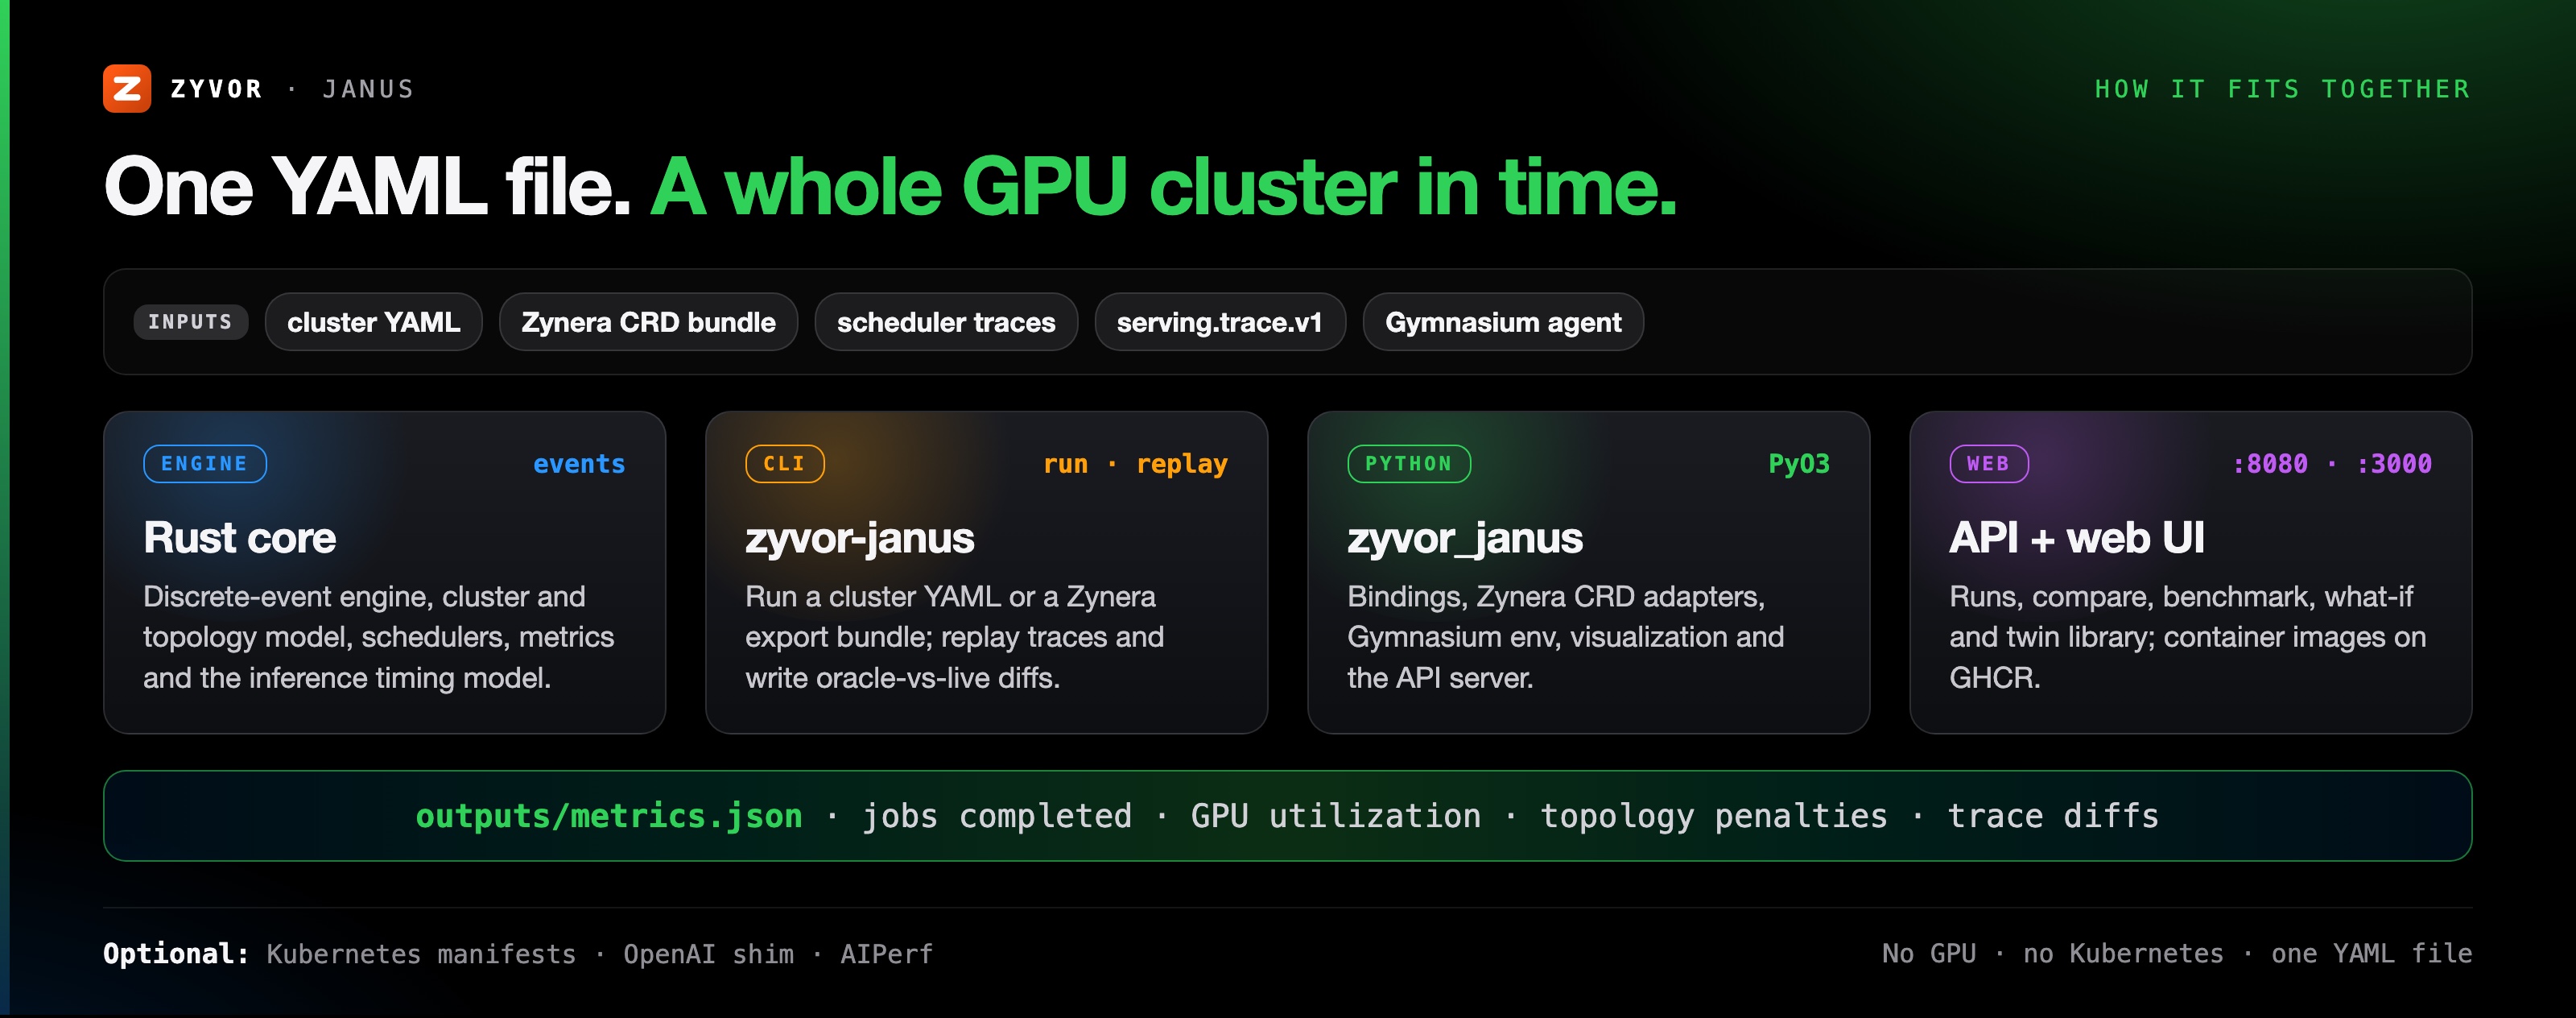 Z ZYVOR · JANUS
HOW IT FITS TOGETHER
One YAML file. A whole GPU cluster in time.
INPUTS cluster YAML Zynera CRD bundle scheduler traces serving.trace.v1 Gymnasium agent
ENGINE events
Rust core
Discrete-event engine, cluster and
topology model, schedulers, metrics
and the inference timing model.
CLI run · replay
zyvor-janus
Run a cluster YAML or a Zynera
export bundle; replay traces and
write oracle-vs-live diffs.
PYTHON PyO3
zyvor_janus
Bindings, Zynera CRD adapters,
Gymnasium env, visualization and
the API server.
WEB :8080 · :3000
API + web UI
Runs, compare, benchmark, what-if
and twin library; container images on
GHCR.
outputs/metrics.json · jobs completed · GPU utilization · topology penalties · trace diffs
Optional: Kubernetes manifests · OpenAI shim · AIPerf
No GPU · no Kubernetes · one YAML file